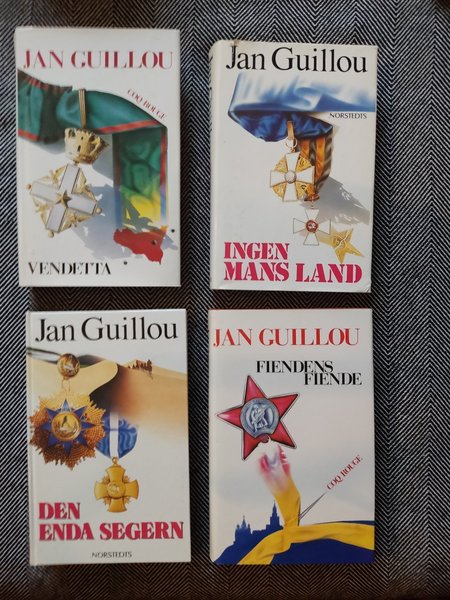 JAN GUILLOU
COQ ROUGE
VENDETTA
Jan Guillou
NORSTEDTS
INGEN
MANS LAND
Jan Guillou
DEN
ENDA SEGERN
NORSTEDTS
JAN GUILLOU
FIENDENS
FIENDE
COQ ROUGE